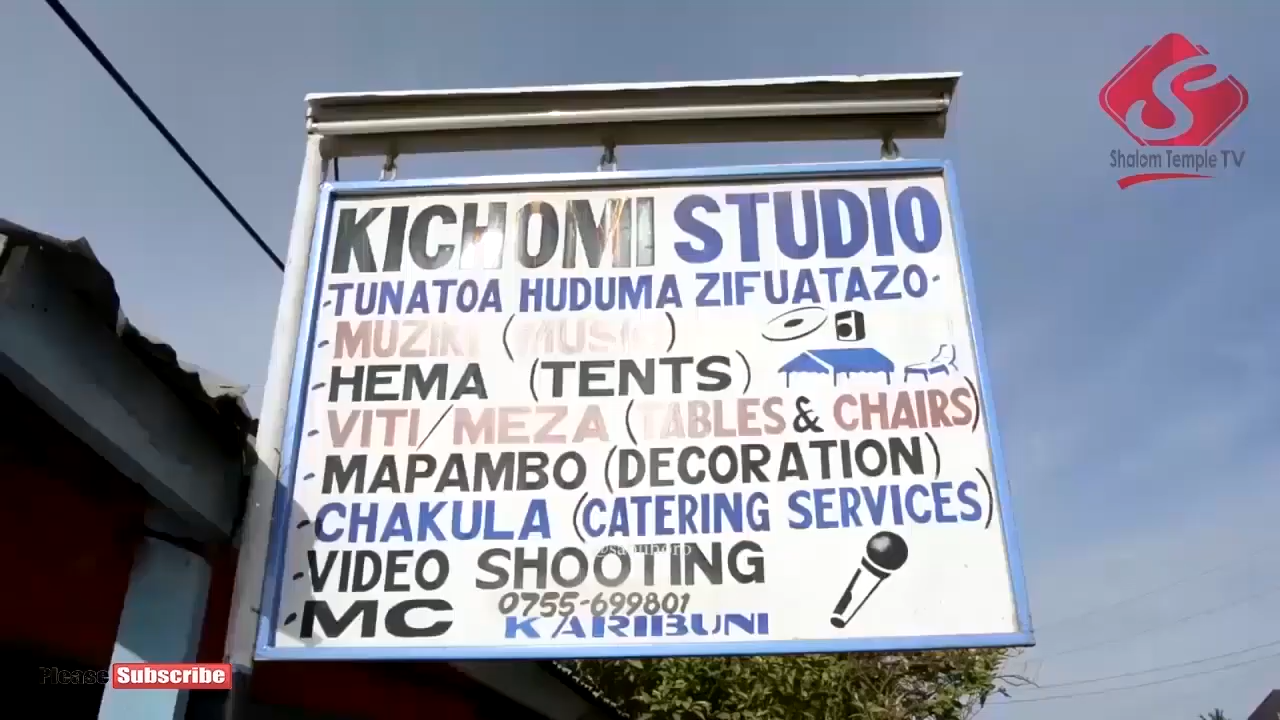 Shalom Temple TV
KICHOMI STUDIO
-TUNATOA HUDUMA ZIFUATAZO-
-MUZIKI (MUSIC)
-HEMA (TENTS)
-VITI/MEZA (TABLES & CHAIRS)
-MAPAMBO (DECORATION)
-CHAKULA (CATERING SERVICES)
-VIDEO SHOOTING
-MC 0755-699801
KARIBUNI
Please Subscribe